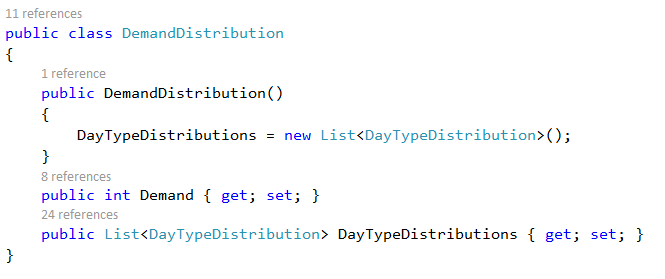 11 references
public class DemandDistribution
{
1 reference
public DemandDistribution()
{
DayTypeDistributions = new List<DayTypeDistribution>();
}
8 references
public int Demand { get; set; }
24 references
public List<DayTypeDistribution> DayTypeDistributions { get; set; }
}